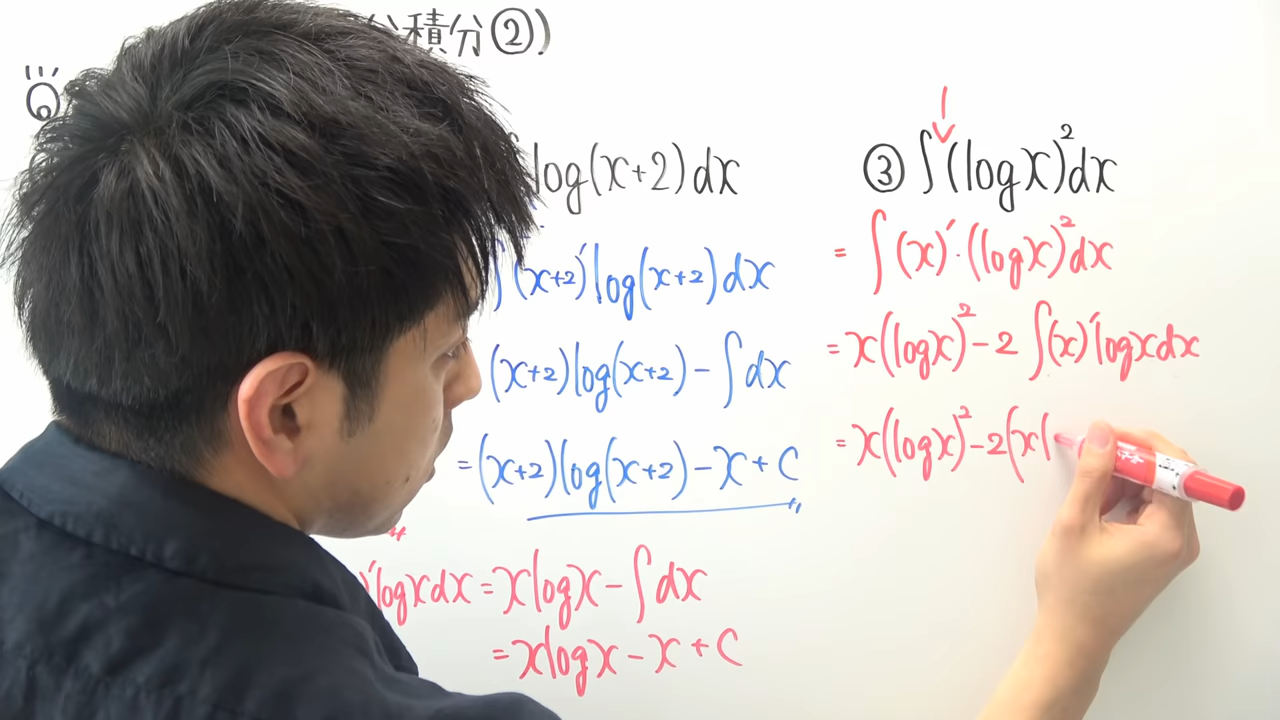 積分②)
log(x+2)dx
∫(x+2)'log(x+2)dx
(x+2)log(x+2)-∫dx
=(x+2)log(x+2)-x+C
'logxdx=xlogx-∫dx
=xlogx-x+C
③∫(logx)²dx
=∫(x)'·(logx)²dx
=x(logx)²-2∫(x)'logxdx
=x(logx)²-2(xl